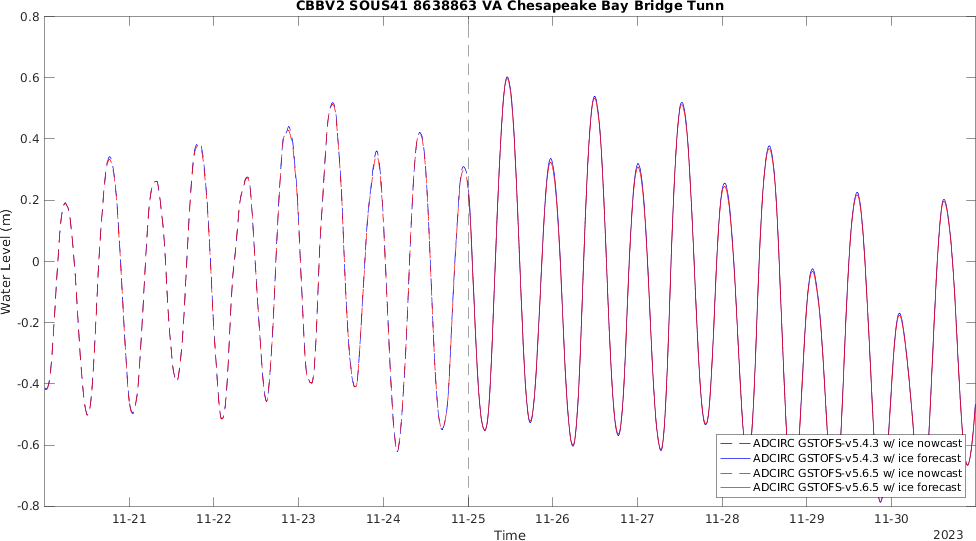 CBBV2 SOUS41 8638863 VA Chesapeake Bay Bridge Tunn
0.8
0.6
0.4
0.2
0
-0.2
-0.4
-0.6
-0.8
Water Level (m)
ADCIRC GSTOFS-v5.4.3 w/ ice nowcast
ADCIRC GSTOFS-v5.4.3 w/ ice forecast
ADCIRC GSTOFS-v5.6.5 w/ ice nowcast
ADCIRC GSTOFS-v5.6.5 w/ ice forecast
11-21 11-22 11-23 11-24 11-25 11-26 11-27 11-28 11-29 11-30
Time
2023